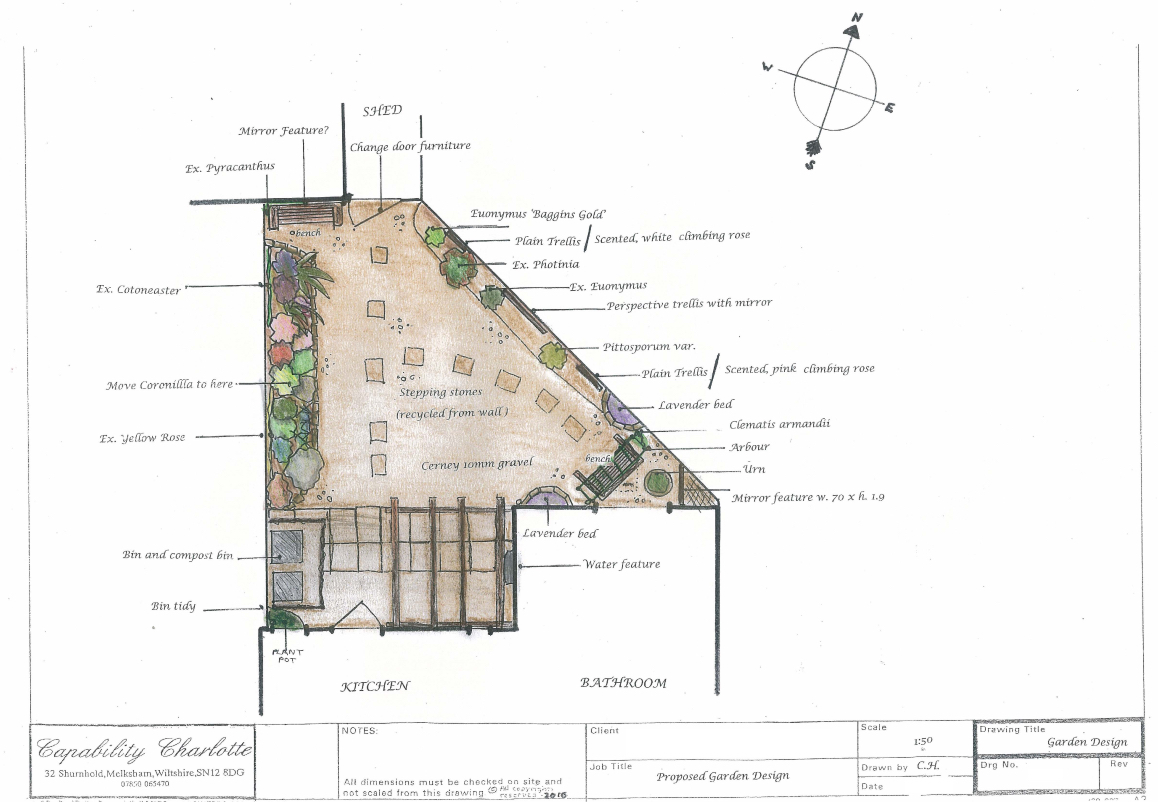 N
W
E
S
SHED
Mirror Feature?
Change door furniture
Ex. Pyracanthus
Euonymus 'Baggins Gold'
bench
Plain Trellis / Scented, white climbing rose
Ex. Photinia
Ex. Cotoneaster
Ex. Euonymus
Perspective trellis with mirror
Pittosporum var.
Plain Trellis / Scented, pink climbing rose
Move Coronillla to here
Stepping stones
(recycled from wall)
Lavender bed
Clematis armandii
Ex. Yellow Rose
Arbour
bench
Cerney 10mm gravel
Urn
Mirror feature w. 70 x h. 1.9
Lavender bed
Bin and compost bin
Water feature
Bin tidy
PLANT
POT
KITCHEN
BATHROOM
Capability Charlotte
32 Shurnhold,Melksham,Wiltshire,SN12 8DG
07850 065470
NOTES:
All dimensions must be checked on site and
not scaled from this drawing © All Copyrights
reserved 2016
Client
Job Title
Proposed Garden Design
Scale
1:50
Drawn by C.H.
Date
Drawing Title
Garden Design
Drg No.
Rev